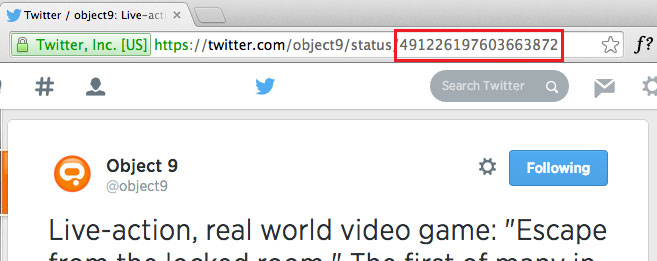 Twitter / object9: Live-acti
Twitter, Inc. [US] https://twitter.com/object9/status/491226197603663872
Search Twitter
Object 9
@object9
Following
Live-action, real world video game: "Escape
from the locked room." The first of many in